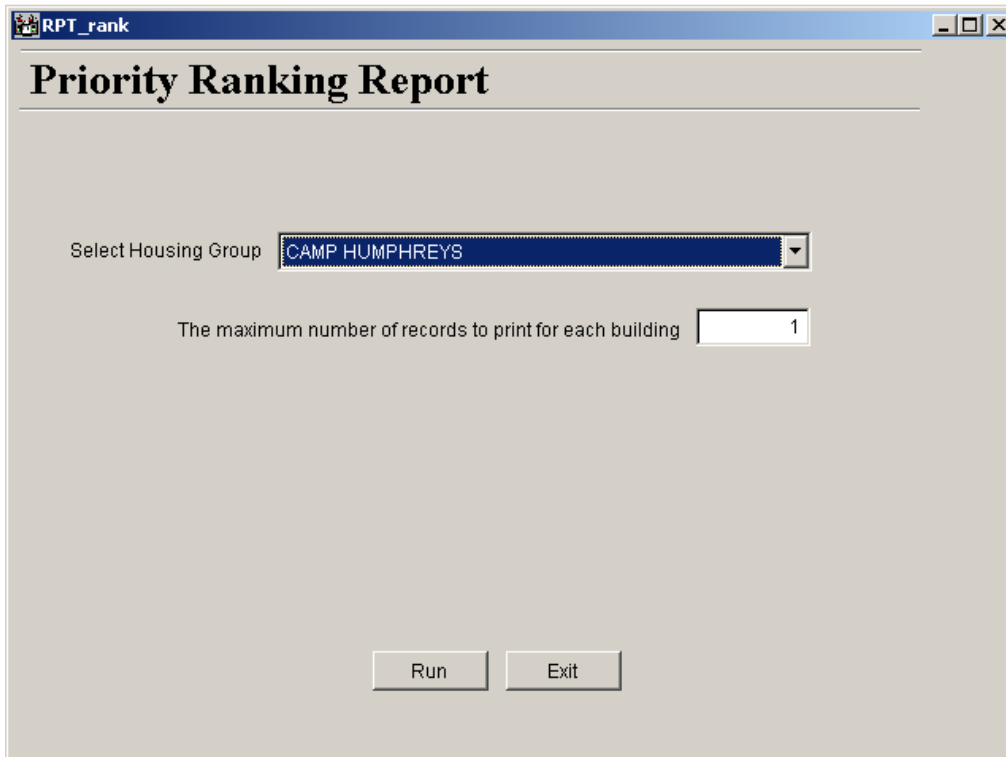 RPT_rank
Priority Ranking Report
Select Housing Group CAMP HUMPHREYS
The maximum number of records to print for each building 1
Run Exit